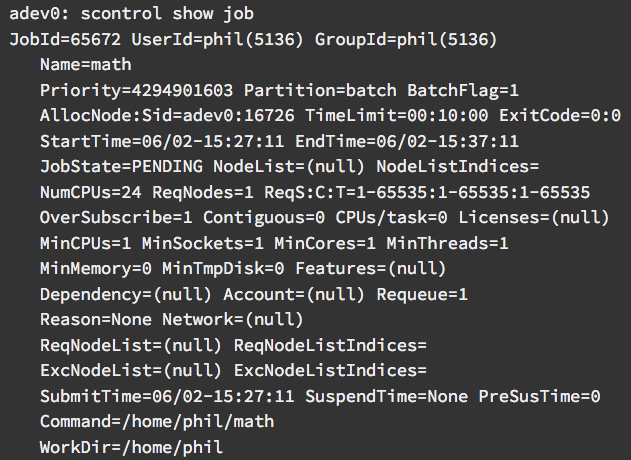 adev0: scontrol show job
JobId=65672 UserId=phil(5136) GroupId=phil(5136)
Name=math
Priority=4294901603 Partition=batch BatchFlag=1
AllocNode:Sid=adev0:16726 TimeLimit=00:10:00 ExitCode=0:0
StartTime=06/02-15:27:11 EndTime=06/02-15:37:11
JobState=PENDING NodeList=(null) NodeListIndices=
NumCPUs=24 ReqNodes=1 ReqS:C:T=1-65535:1-65535:1-65535
OverSubscribe=1 Contiguous=0 CPUs/task=0 Licenses=(null)
MinCPUs=1 MinSockets=1 MinCores=1 MinThreads=1
MinMemory=0 MinTmpDisk=0 Features=(null)
Dependency=(null) Account=(null) Requeue=1
Reason=None Network=(null)
ReqNodeList=(null) ReqNodeListIndices=
ExcNodeList=(null) ExcNodeListIndices=
SubmitTime=06/02-15:27:11 SuspendTime=None PreSusTime=0
Command=/home/phil/math
WorkDir=/home/phil